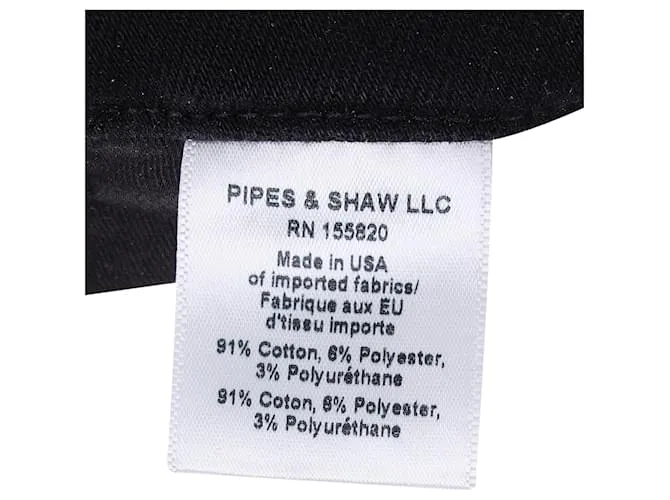 PIPES & SHAW LLC
RN 155820
Made in USA
of imported fabrics/
Fabrique aux EU
d'tissu importe
91% Cotton, 6% Polyester,
3% Polyuréthane
91% Coton, 6% Polyester,
3% Polyuréthane